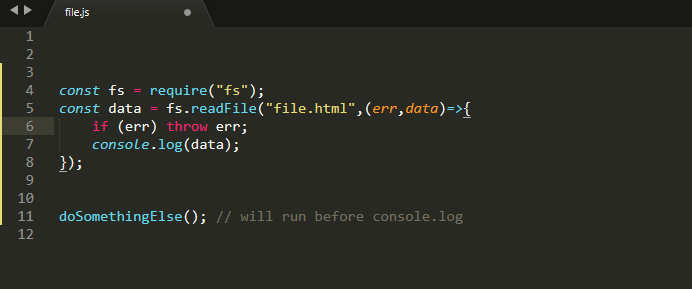 file.js
1
2
3
4 const fs = require("fs");
5 const data = fs.readFile("file.html",(err,data)=>{
6     if (err) throw err;
7     console.log(data);
8 });
9
10
11 doSomethingElse(); // will run before console.log
12